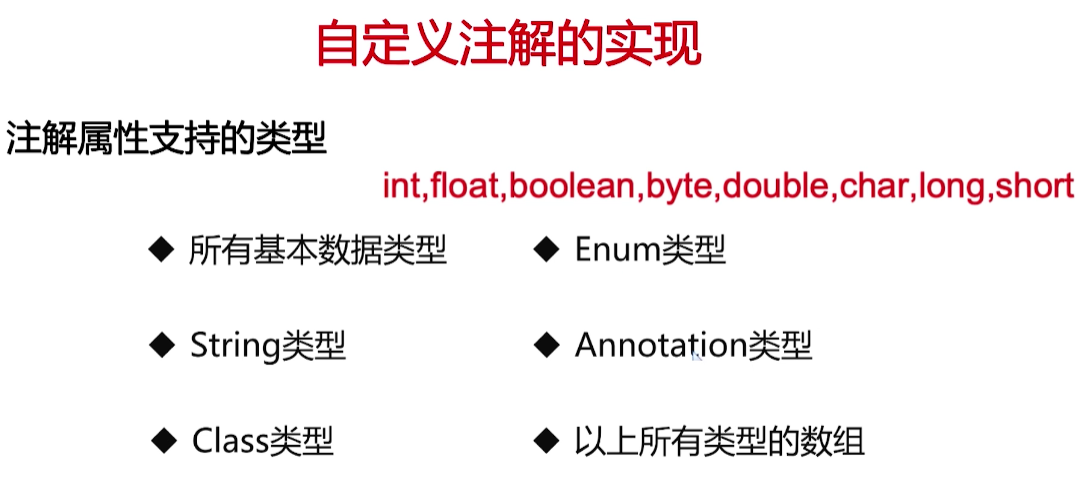 自定义注解的实现
注解属性支持的类型
int,float,boolean,byte,double,char,long,short
◆ 所有基本数据类型
◆ Enum类型
◆ String类型
◆ Annotation类型
◆ Class类型
◆ 以上所有类型的数组